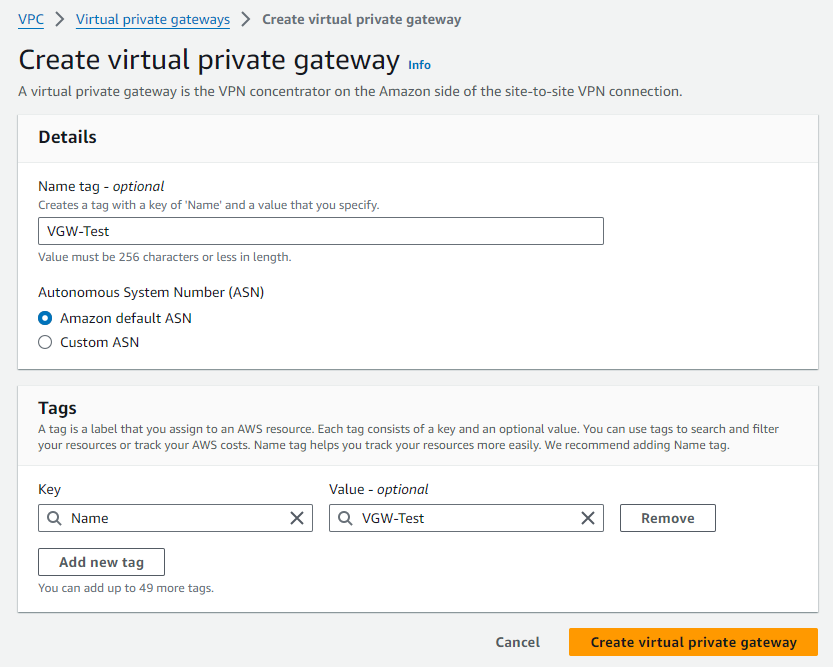 VPC > Virtual private gateways > Create virtual private gateway
Create virtual private gateway Info
A virtual private gateway is the VPN concentrator on the Amazon side of the site-to-site VPN connection.
Details
Name tag - optional
Creates a tag with a key of 'Name' and a value that you specify.
VGW-Test
Value must be 256 characters or less in length.
Autonomous System Number (ASN)
Amazon default ASN
Custom ASN
Tags
A tag is a label that you assign to an AWS resource. Each tag consists of a key and an optional value. You can use tags to search and filter
your resources or track your AWS costs. Name tag helps you track your resources more easily. We recommend adding Name tag.
Key Value - optional
Name VGW-Test Remove
Add new tag
You can add up to 49 more tags.
Cancel Create virtual private gateway